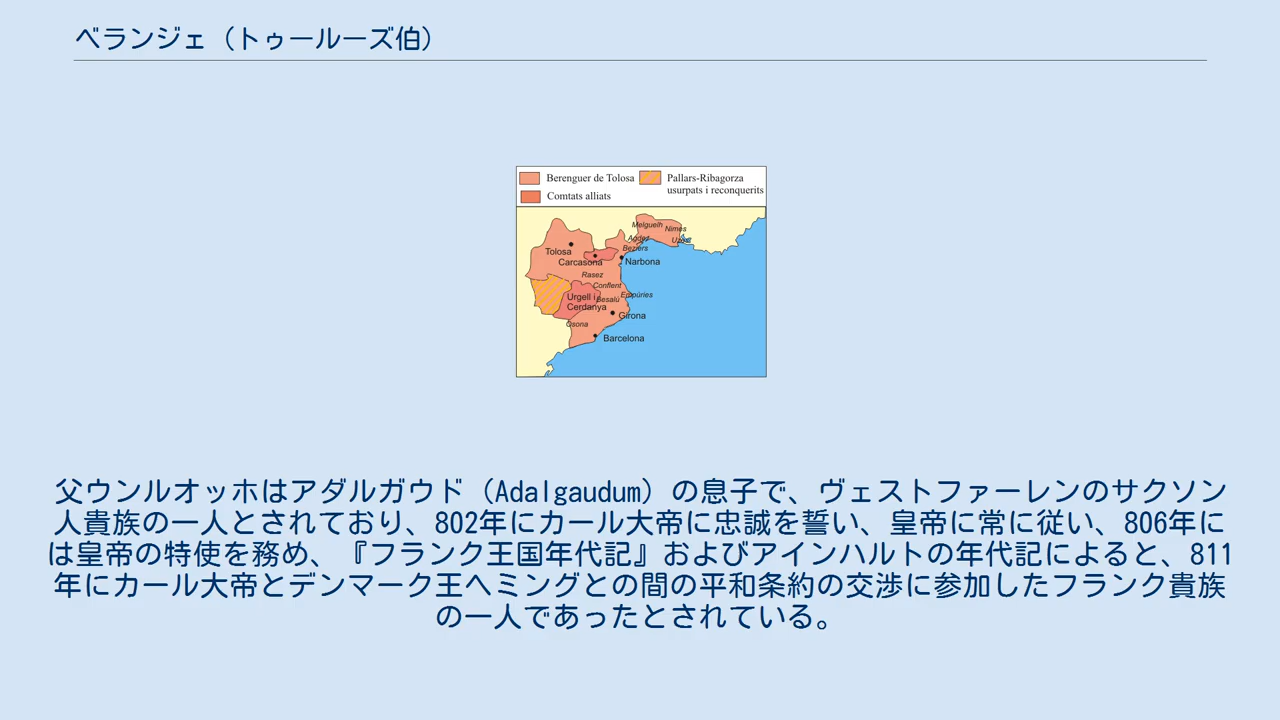 ベランジェ（トゥールーズ伯）
Berenguer de Tolosa
Pallars-Ribagorza
usurpats i reconquerits
Comtats alliats
Melguelh
Nimes
Agde
Uzès
Beziers
Tolosa
Carcasona
Narbona
Rasez
Conflent
Urgell i
Cerdanya
Besalú
Empúries
Girona
Osona
Barcelona
父ウンルオッホはアダルガウド（Adalgaudum）の息子で、ヴェストファーレンのサクソン
人貴族の一人とされており、802年にカール大帝に忠誠を誓い、皇帝に常に従い、806年に
は皇帝の特使を務め、『フランク王国年代記』およびアインハルトの年代記によると、811
年にカール大帝とデンマーク王ヘミングとの間の平和条約の交渉に参加したフランク貴族
の一人であったとされている。